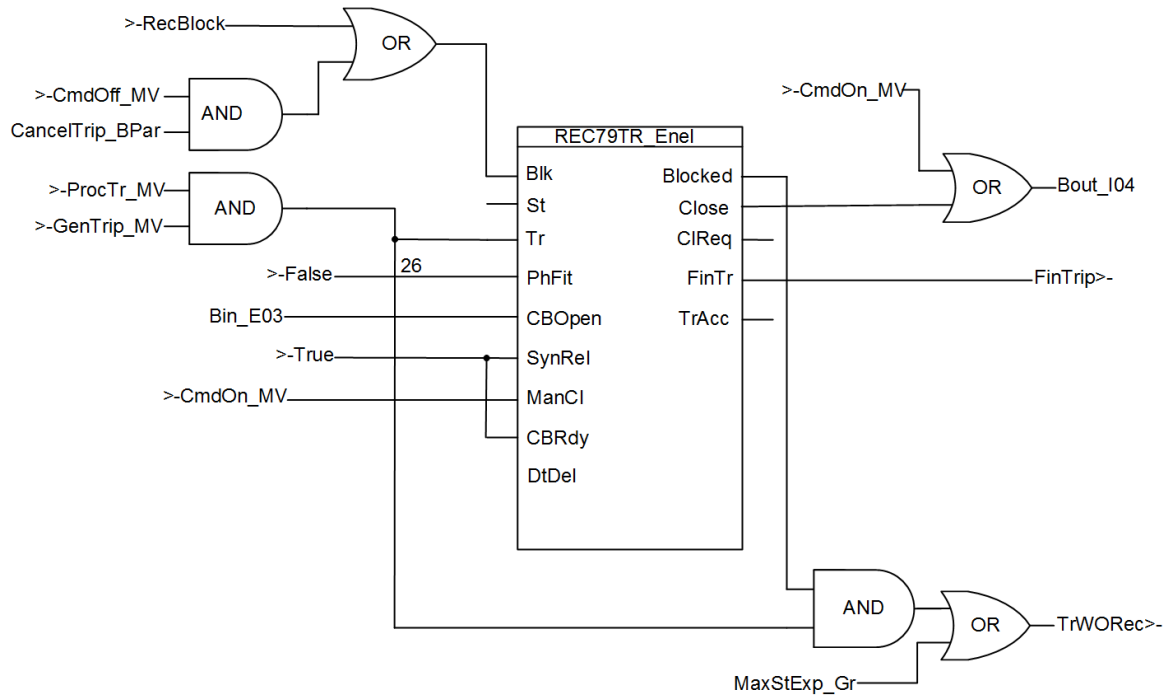 >-RecBlock
OR
>-CmdOff_MV
AND
CancelTrip_BPar
>-CmdOn_MV
REC79TR_Enel
>-ProcTr_MV
AND
>-GenTrip_MV
Blk
Blocked
OR
Bout_I04
St
Close
Tr
ClReq
>-False
26
PhFit
FinTr
FinTrip>-
Bin_E03
CBOpen
TrAcc
>-True
SynRel
>-CmdOn_MV
ManCl
CBRdy
DtDel
AND
OR
TrWORec>-
MaxStExp_Gr